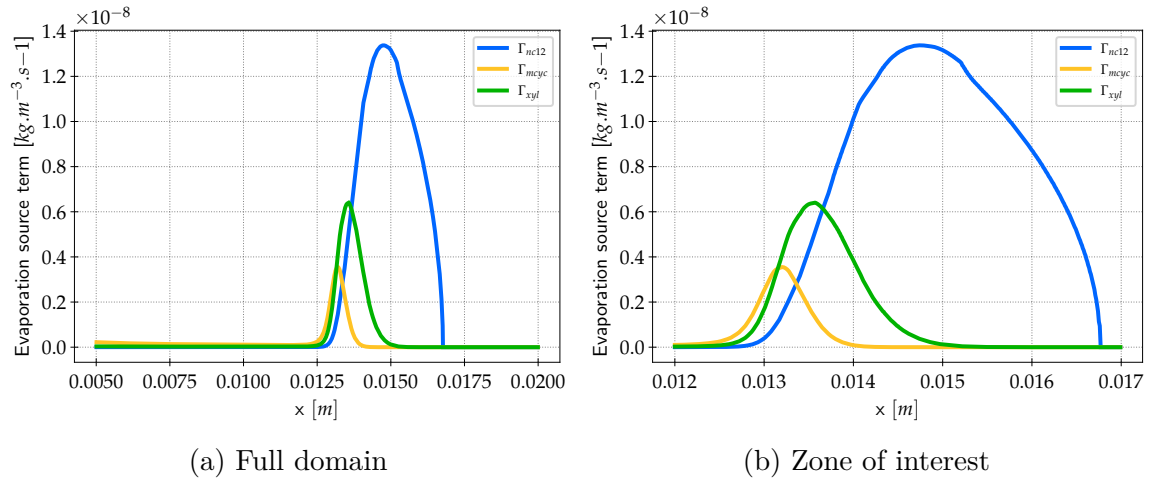 ×10−8
1.4
1.2
1.0
0.8
0.6
0.4
0.2
0.0
Evaporation source term [kg.m−3.s−1]
0.0050 0.0075 0.0100 0.0125 0.0150 0.0175 0.0200
x [m]
Γnc12
Γmcyc
Γxyl
(a) Full domain
×10−8
1.4
1.2
1.0
0.8
0.6
0.4
0.2
0.0
Evaporation source term [kg.m−3.s−1]
0.012 0.013 0.014 0.015 0.016 0.017
x [m]
Γnc12
Γmcyc
Γxyl
(b) Zone of interest